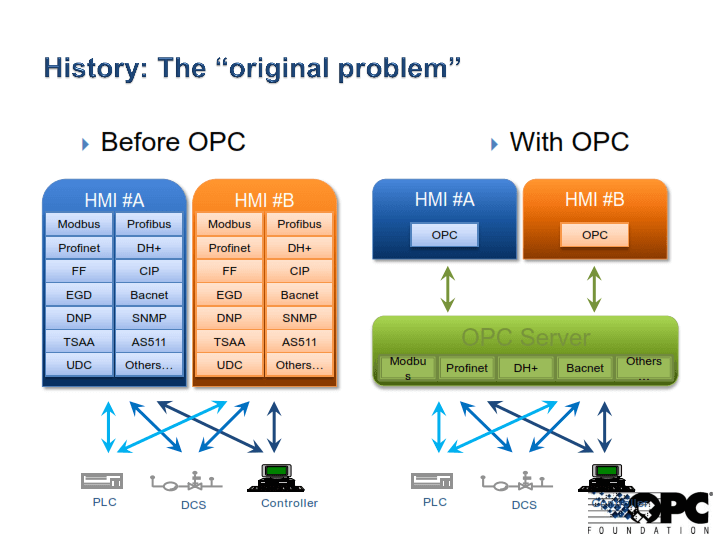 History: The “original problem”
Before OPC
With OPC
HMI #A
HMI #B
Modbus Profibus
Profinet DH+
FF CIP
EGD Bacnet
DNP SNMP
TSAA AS511
UDC Others…
Modbus Profibus
Profinet DH+
FF CIP
EGD Bacnet
DNP SNMP
TSAA AS511
UDC Others…
PLC
DCS
Controller
HMI #A
HMI #B
OPC
OPC
OPC Server
Modbu
s
Profinet
DH+
Bacnet
Others
…
PLC
DCS
Controller
OPC®
FOUNDATION